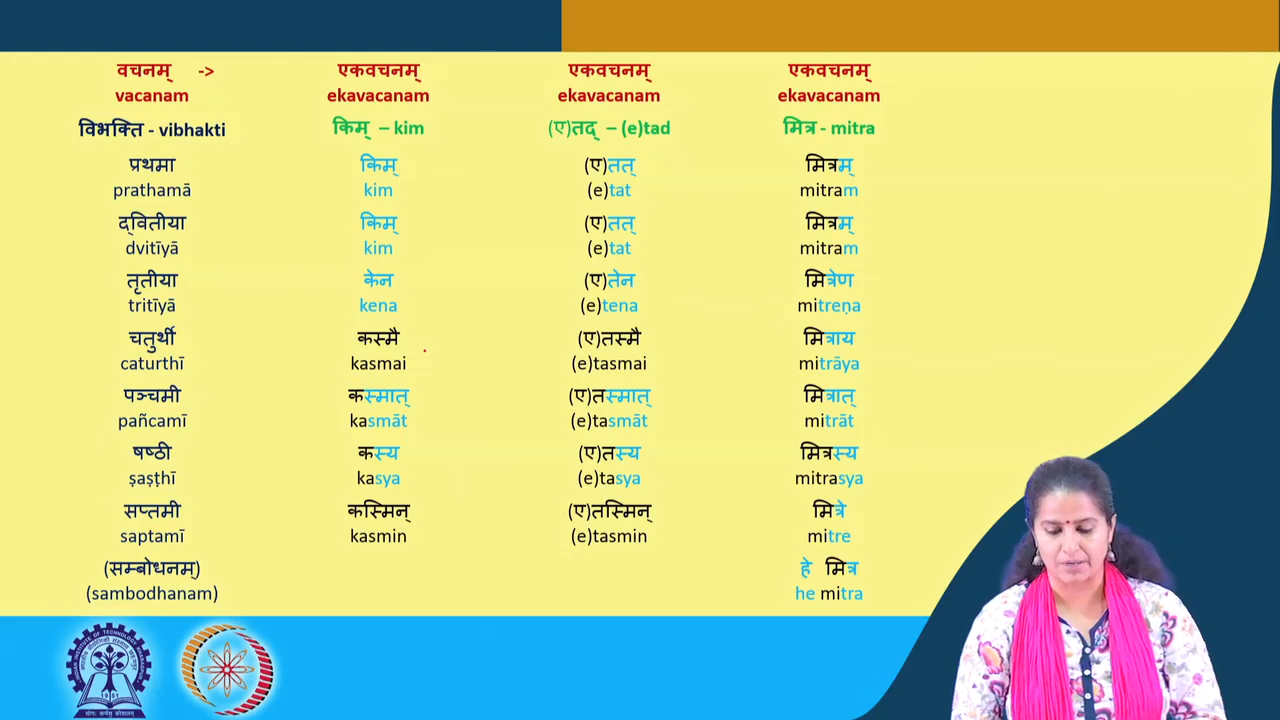 वचनम् -> एकवचनम् एकवचनम् एकवचनम्
vacanam ekavacanam ekavacanam ekavacanam
विभक्ति - vibhakti किम् – kim (ए)तद् – (e)tad मित्र - mitra
प्रथमा किम् (ए)तत् मित्रम्
prathamā kim (e)tat mitram
द्वितीया किम् (ए)तत् मित्रम्
dvitīyā kim (e)tat mitram
तृतीया केन (ए)तेन मित्रेण
tritīyā kena (e)tena mitreṇa
चतुर्थी कस्मै (ए)तस्मै मित्राय
caturthī kasmai (e)tasmai mitrāya
पञ्चमी कस्मात् (ए)तस्मात् मित्रात्
pañcamī kasmāt (e)tasmāt mitrāt
षष्ठी कस्य (ए)तस्य मित्रस्य
ṣaṣṭhī kasya (e)tasya mitrasya
सप्तमी कस्मिन् (ए)तस्मिन् मित्रे
saptamī kasmin (e)tasmin mitre
(सम्बोधनम्) हे मित्र
(sambodhanam) he mitra